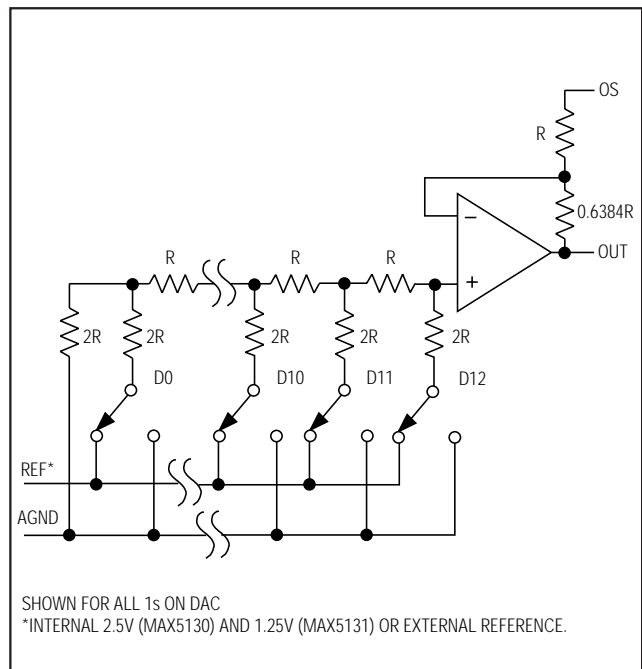 OS
R
−
0.6384R
OUT
R R R
+
2R 2R 2R 2R 2R
D0 D10 D11 D12
REF*
AGND
SHOWN FOR ALL 1s ON DAC
*INTERNAL 2.5V (MAX5130) AND 1.25V (MAX5131) OR EXTERNAL REFERENCE.